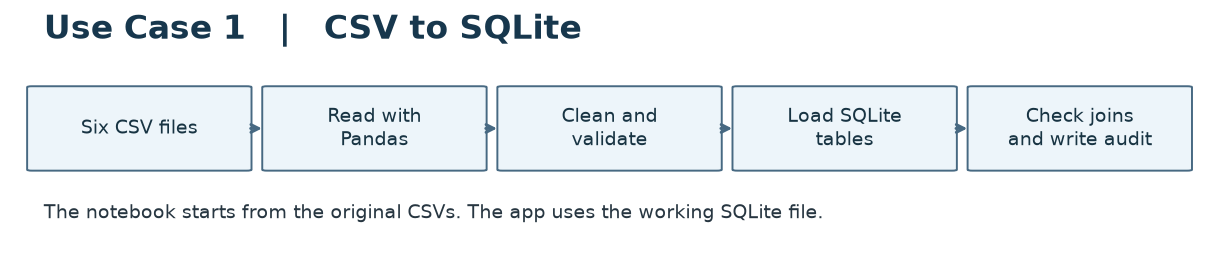 Use Case 1 | CSV to SQLite
Six CSV files
Read with
Pandas
Clean and
validate
Load SQLite
tables
Check joins
and write audit
The notebook starts from the original CSVs. The app uses the working SQLite file.